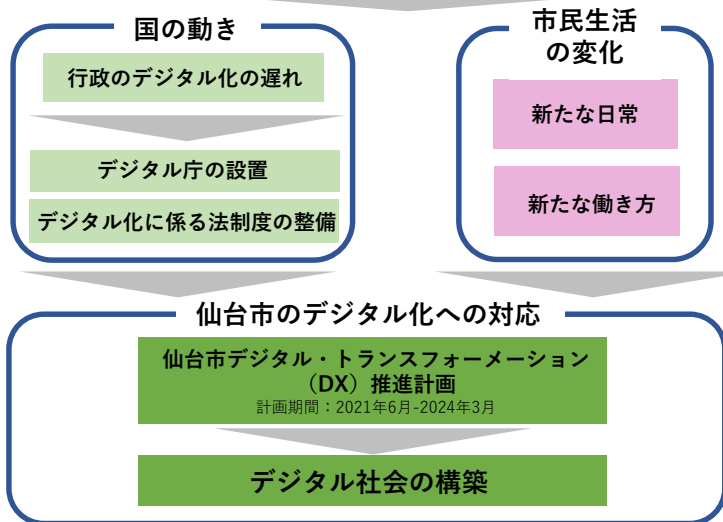 国の動き
行政のデジタル化の遅れ
デジタル庁の設置
デジタル化に係る法制度の整備
市民生活
の変化
新たな日常
新たな働き方
仙台市のデジタル化への対応
仙台市デジタル・トランスフォーメーション
（DX）推進計画
計画期間：2021年6月-2024年3月
デジタル社会の構築